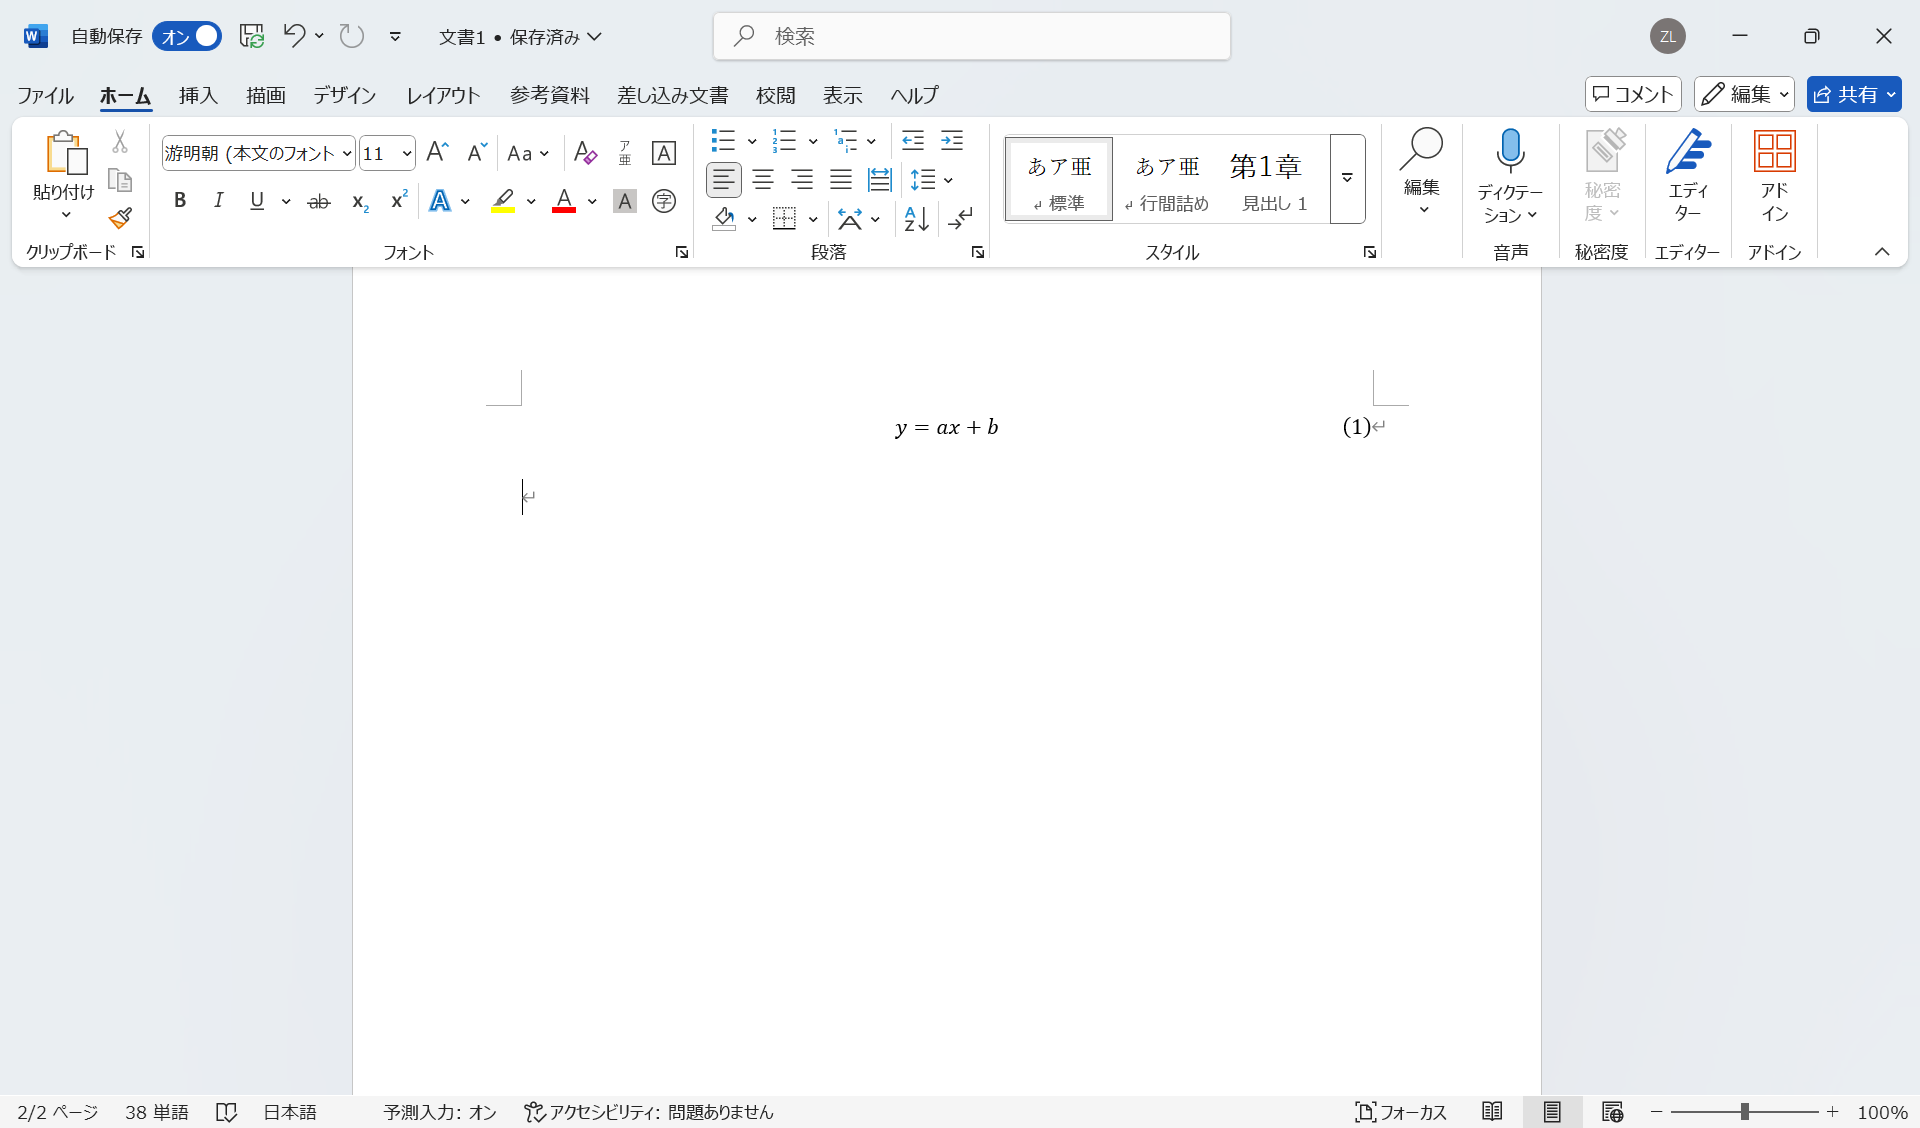 自動保存 オン 文書1 • 保存済み 検索 ZL
ファイル ホーム 挿入 描画 デザイン レイアウト 参考資料 差し込み文書 校閲 表示 ヘルプ コメント 編集 共有
貼り付け
クリップボード
游明朝 (本文のフォント 11 Aa ア亜 A
B I U ab x₂ x² A A A 字
フォント
段落
あア亜 あア亜 第1章
↲ 標準 ↲ 行間詰め 見出し 1
スタイル
編集
ディクテー
ション
音声
秘密
度
秘密度
エディ
ター
エディター
アド
イン
アドイン
y = ax + b (1)↵
↵
2/2 ページ 38 単語 日本語 予測入力: オン アクセシビリティ: 問題ありません フォーカス 100%